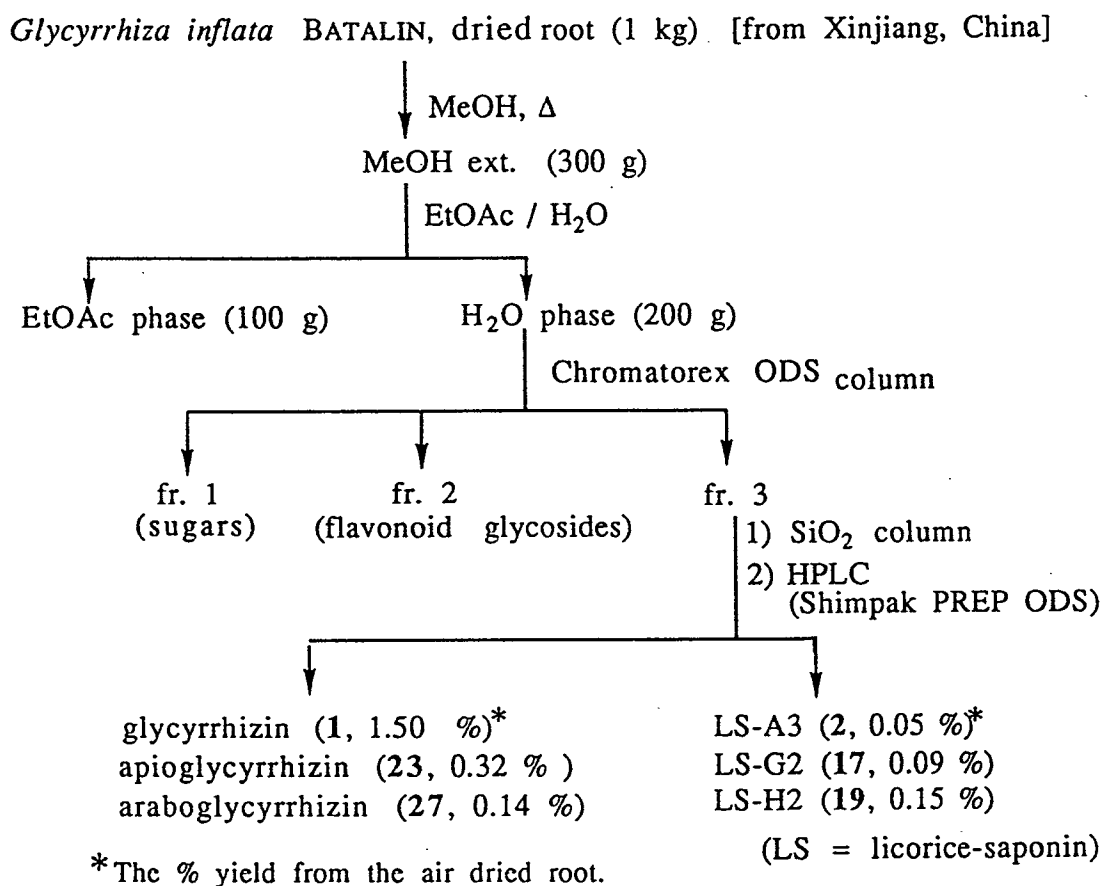 Glycyrrhiza inflata BATALIN, dried root (1 kg) [from Xinjiang, China]
MeOH, Δ
MeOH ext. (300 g)
EtOAc / H₂O
EtOAc phase (100 g)
H₂O phase (200 g)
Chromatorex ODS column
fr. 1
(sugars)
fr. 2
(flavonoid glycosides)
fr. 3
1) SiO₂ column
2) HPLC
(Shimpak PREP ODS)
glycyrrhizin (1, 1.50 %)*
apioglycyrrhizin (23, 0.32 %)
araboglycyrrhizin (27, 0.14 %)
LS-A3 (2, 0.05 %)*
LS-G2 (17, 0.09 %)
LS-H2 (19, 0.15 %)
(LS = licorice-saponin)
*The % yield from the air dried root.